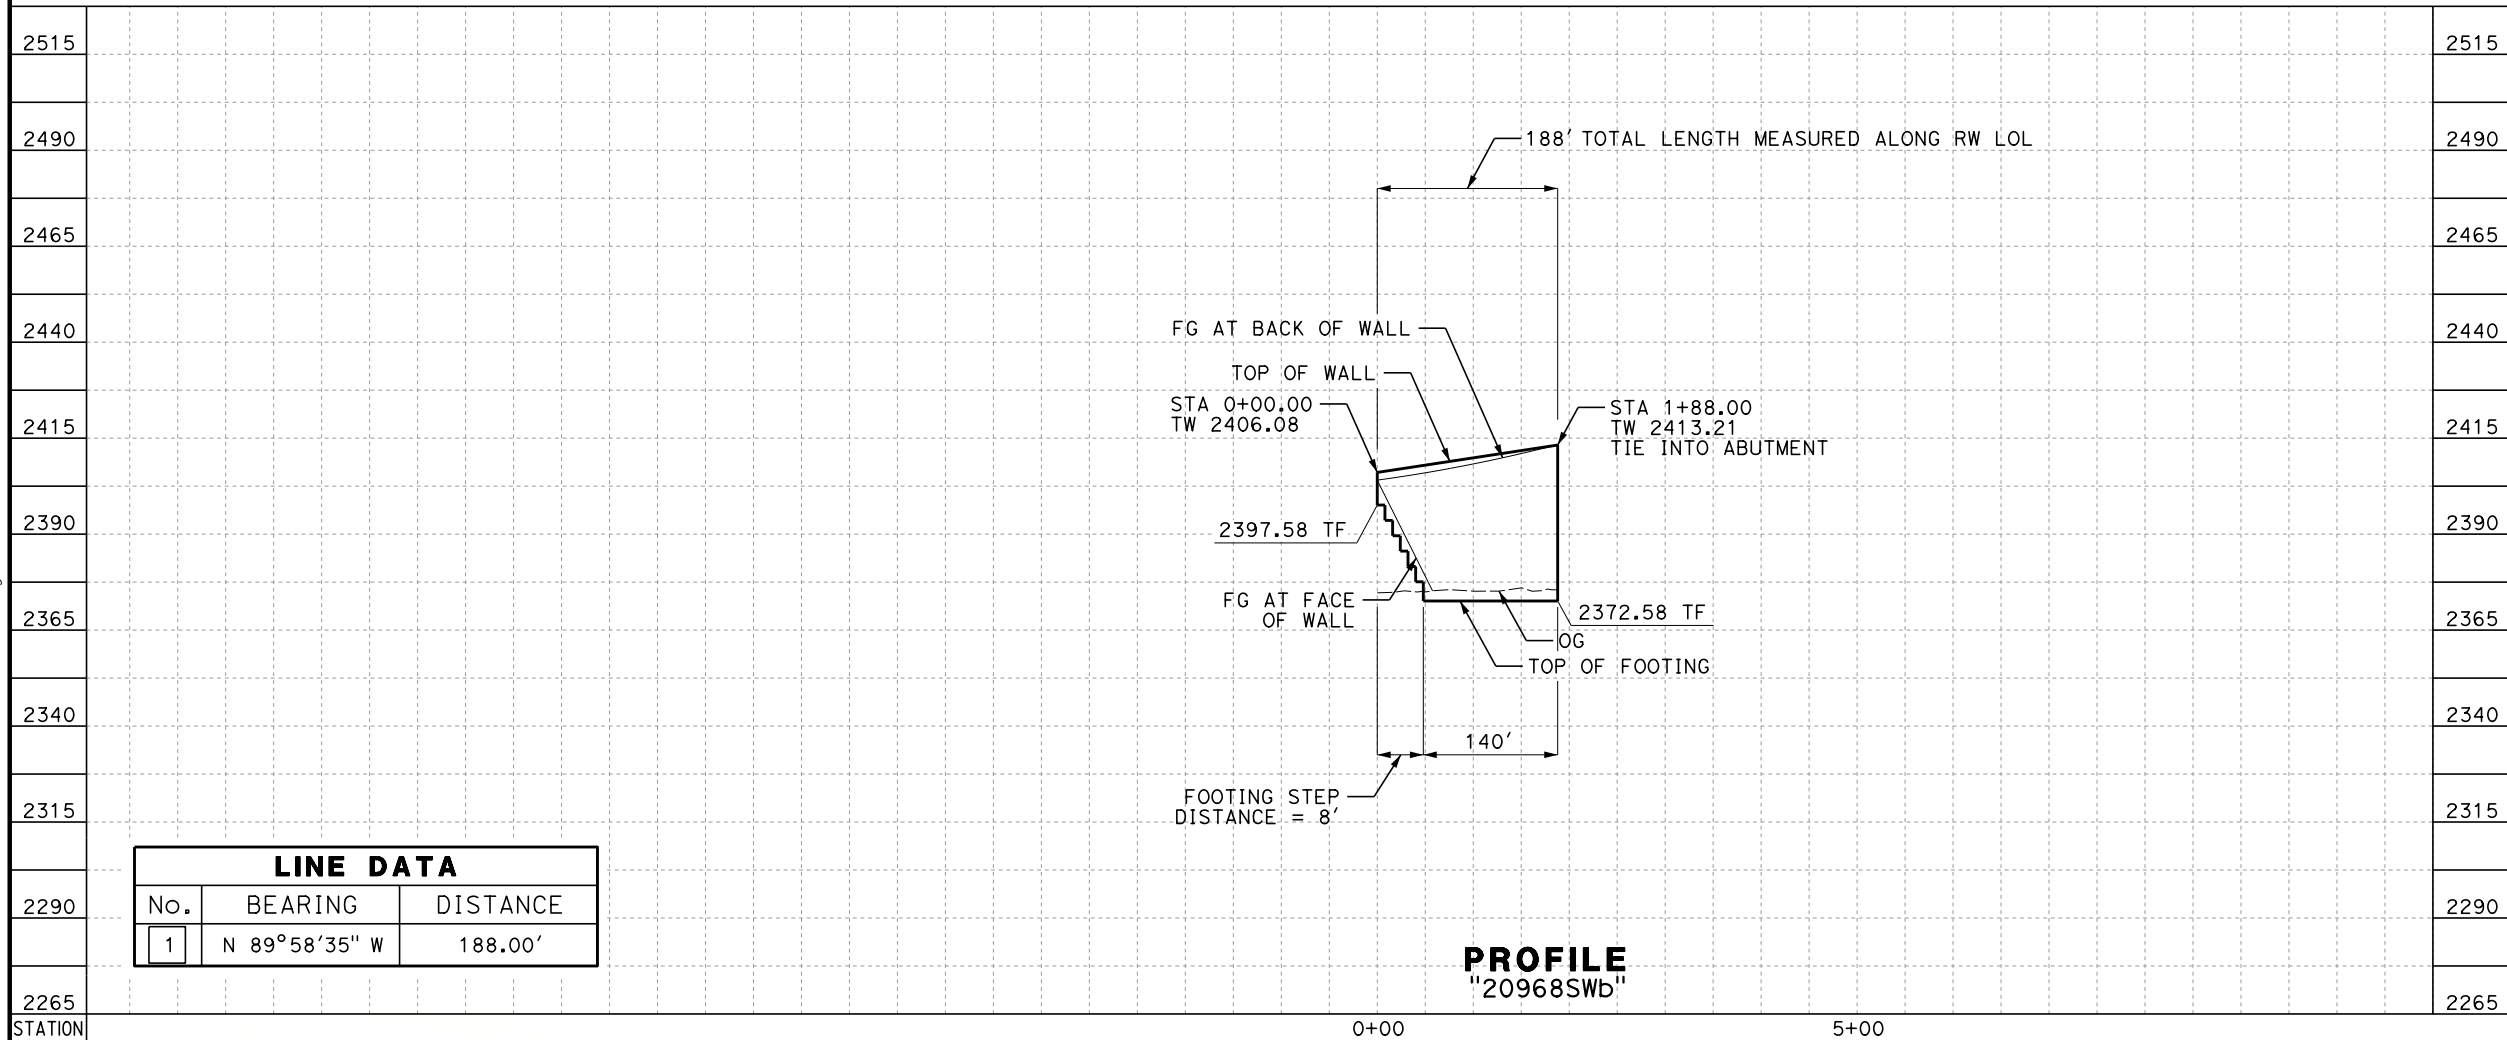 2515
2515
2490
188' TOTAL LENGTH MEASURED ALONG RW LOL
2490
2465
2465
2440
FG AT BACK OF WALL
2440
TOP OF WALL
STA 0+00.00
TW 2406.08
STA 1+88.00
TW 2413.21
TIE INTO ABUTMENT
2415
2415
2390
2397.58 TF
2390
FG AT FACE
OF WALL
2372.58 TF
2365
2365
OG
TOP OF FOOTING
2340
2340
140'
FOOTING STEP
DISTANCE = 8'
2315
2315
LINE DATA
No. BEARING DISTANCE
1 N 89°58'35" W 188.00'
2290
2290
PROFILE
"20968SWb"
2265
2265
STATION 0+00 5+00